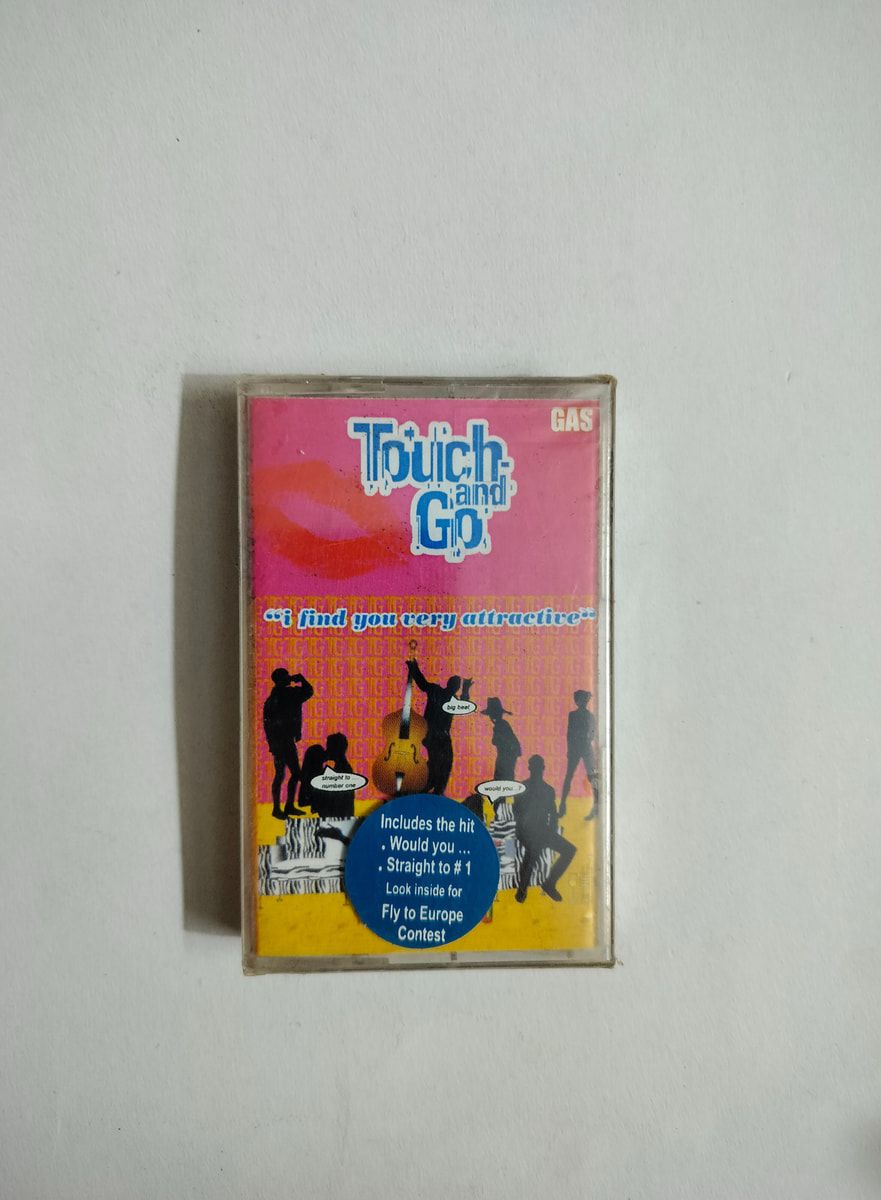 GAS
Touch
and
Go
“i find you very attractive”
big beat
straight to ...
number one
would you...?
Includes the hit
. Would you ...
. Straight to # 1
Look inside for
Fly to Europe
Contest